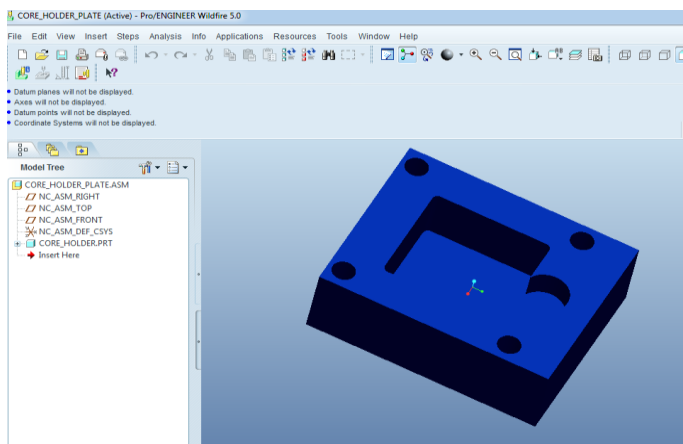 CORE_HOLDER_PLATE (Active) - Pro/ENGINEER Wildfire 5.0
File Edit View Insert Steps Analysis Info Applications Resources Tools Window Help
Datum planes will not be displayed.
Axes will not be displayed.
Datum points will not be displayed.
Coordinate Systems will not be displayed.
Model Tree
CORE_HOLDER_PLATE.ASM
NC_ASM_RIGHT
NC_ASM_TOP
NC_ASM_FRONT
NC_ASM_DEF_CSYS
CORE_HOLDER.PRT
Insert Here